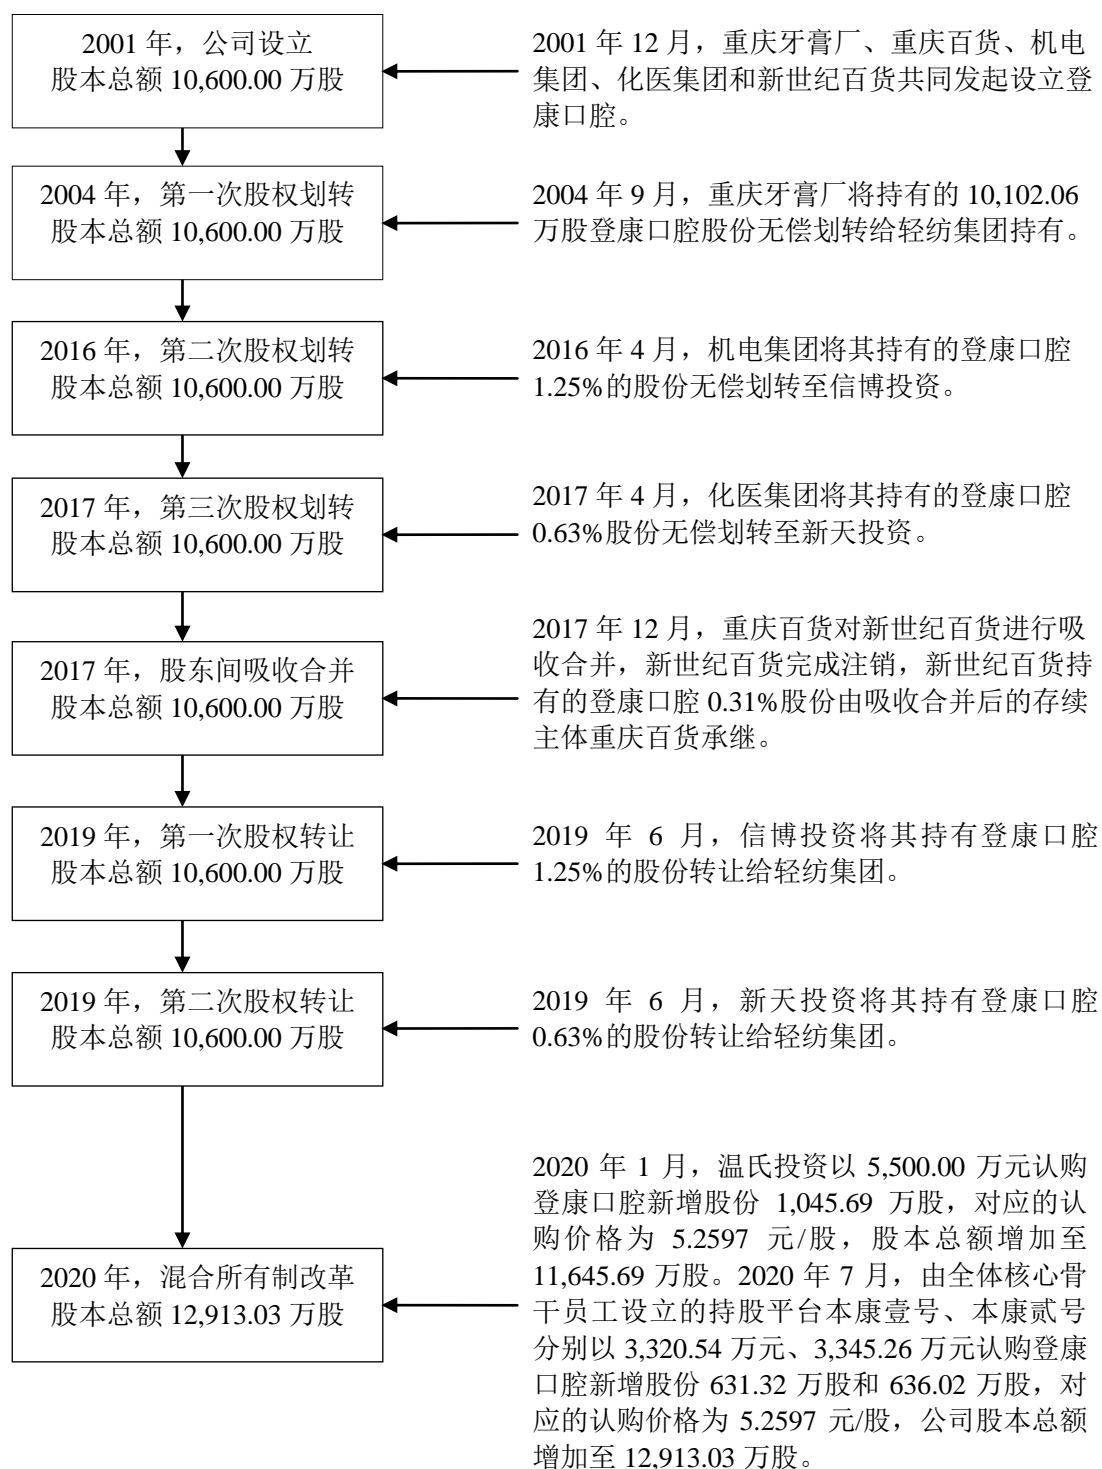 2001 年，公司设立
股本总额 10,600.00 万股
2001 年 12 月，重庆牙膏厂、重庆百货、机电
集团、化医集团和新世纪百货共同发起设立登
康口腔。
2004 年，第一次股权划转
股本总额 10,600.00 万股
2004 年 9 月，重庆牙膏厂将持有的 10,102.06
万股登康口腔股份无偿划转给轻纺集团持有。
2016 年，第二次股权划转
股本总额 10,600.00 万股
2016 年 4 月，机电集团将其持有的登康口腔
1.25%的股份无偿划转至信博投资。
2017 年，第三次股权划转
股本总额 10,600.00 万股
2017 年 4 月，化医集团将其持有的登康口腔
0.63%股份无偿划转至新天投资。
2017 年，股东间吸收合并
股本总额 10,600.00 万股
2017 年 12 月，重庆百货对新世纪百货进行吸
收合并，新世纪百货完成注销，新世纪百货持
有的登康口腔 0.31%股份由吸收合并后的存续
主体重庆百货承继。
2019 年，第一次股权转让
股本总额 10,600.00 万股
2019 年 6 月，信博投资将其持有登康口腔
1.25%的股份转让给轻纺集团。
2019 年，第二次股权转让
股本总额 10,600.00 万股
2019 年 6 月，新天投资将其持有登康口腔
0.63%的股份转让给轻纺集团。
2020 年，混合所有制改革
股本总额 12,913.03 万股
2020 年 1 月，温氏投资以 5,500.00 万元认购
登康口腔新增股份 1,045.69 万股，对应的认
购价格为 5.2597 元/股，股本总额增加至
11,645.69 万股。2020 年 7 月，由全体核心骨
干员工设立的持股平台本康壹号、本康贰号
分别以 3,320.54 万元、3,345.26 万元认购登康
口腔新增股份 631.32 万股和 636.02 万股，对
应的认购价格为 5.2597 元/股，公司股本总额
增加至 12,913.03 万股。